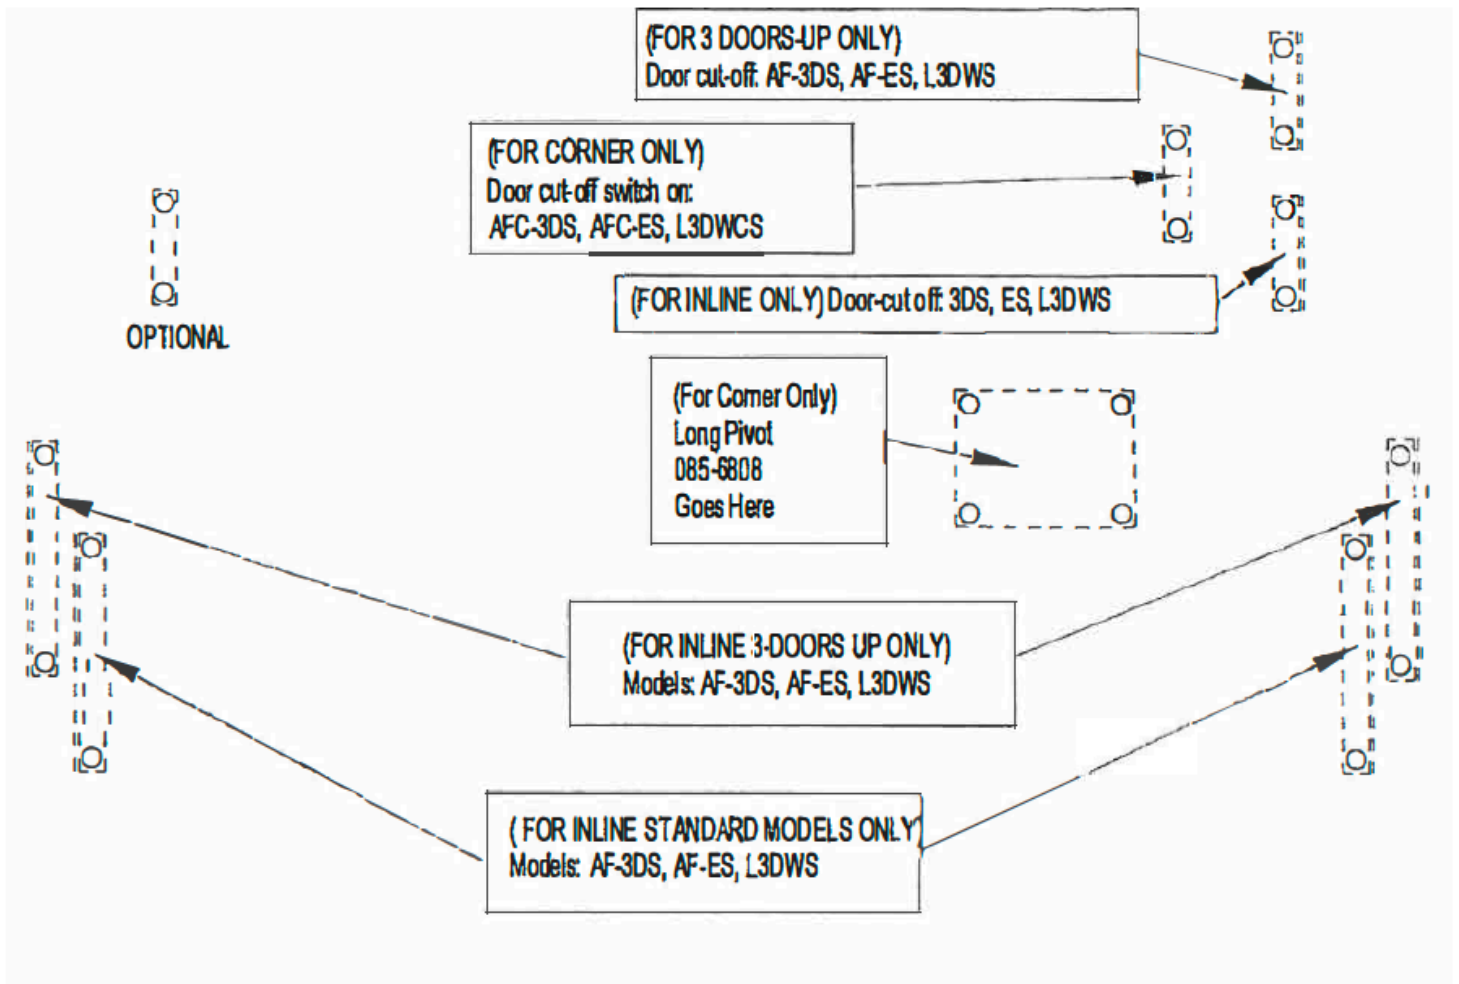 (FOR 3 DOORS-UP ONLY)
Door cut-off: AF-3DS, AF-ES, L3DWS
(FOR CORNER ONLY)
Door cut-off switch on:
AFC-3DS, AFC-ES, L3DWCS
OPTIONAL
(FOR INLINE ONLY) Door-cut off: 3DS, ES, L3DWS
(For Corner Only)
Long Pivot
085-6808
Goes Here
(FOR INLINE 3-DOORS UP ONLY)
Models: AF-3DS, AF-ES, L3DWS
( FOR INLINE STANDARD MODELS ONLY)
Models: AF-3DS, AF-ES, L3DWS